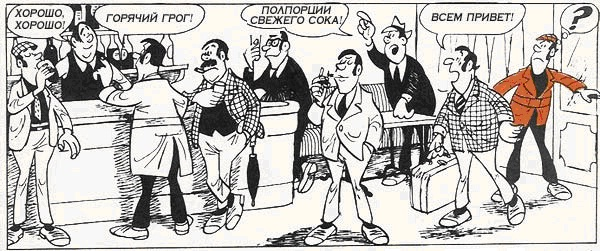 ХОРОШО,
ХОРОШО!
ГОРЯЧИЙ ГРОГ!
ПОЛПОРЦИИ
СВЕЖЕГО СОКА!
ВСЕМ ПРИВЕТ!
?